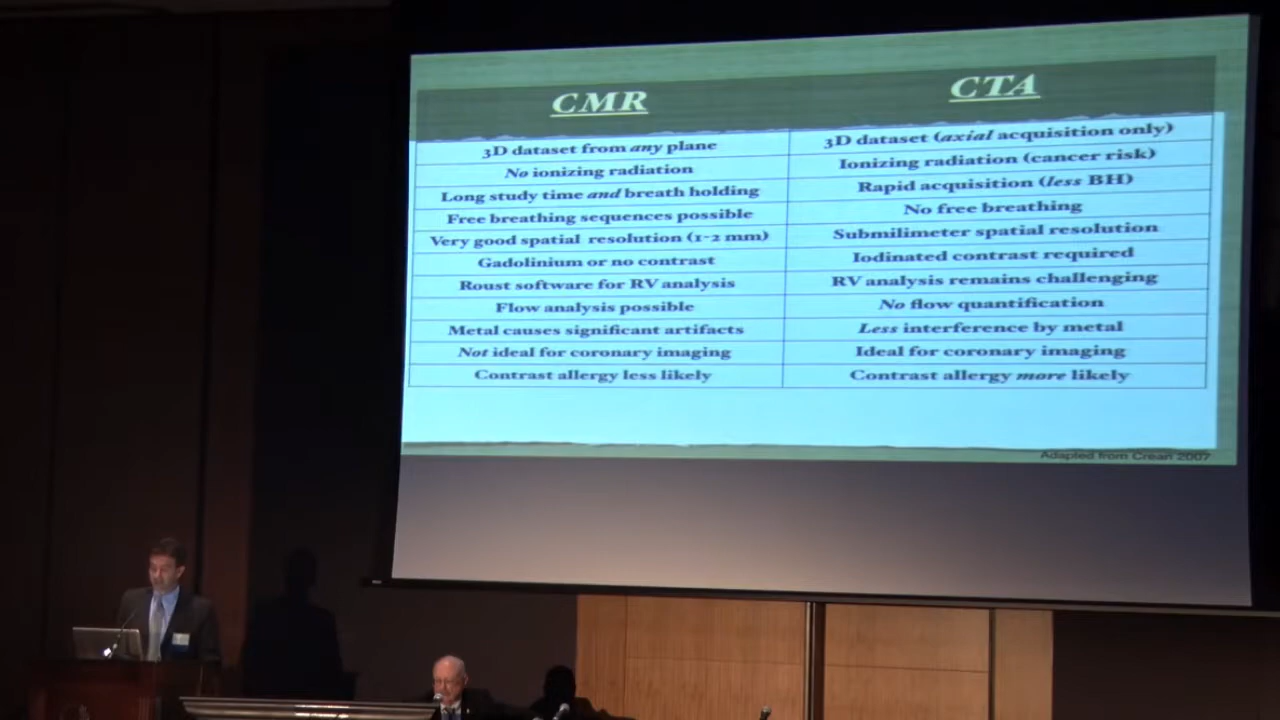 CMR CTA
3D dataset from any plane 3D dataset (axial acquisition only)
No ionizing radiation Ionizing radiation (cancer risk)
Long study time and breath holding Rapid acquisition (less BH)
Free breathing sequences possible No free breathing
Very good spatial resolution (1-2 mm) Submilimeter spatial resolution
Gadolinium or no contrast Iodinated contrast required
Roust software for RV analysis RV analysis remains challenging
Flow analysis possible No flow quantification
Metal causes significant artifacts Less interference by metal
Not ideal for coronary imaging Ideal for coronary imaging
Contrast allergy less likely Contrast allergy more likely
Adapted from Crean 2007